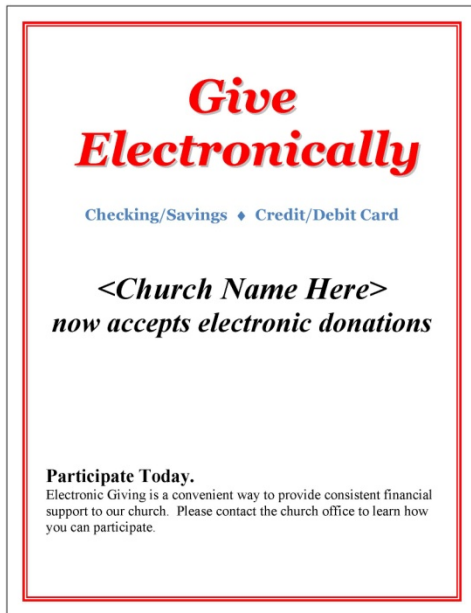 Give
Electronically
Checking/Savings ♦ Credit/Debit Card
<Church Name Here>
now accepts electronic donations
Participate Today.
Electronic Giving is a convenient way to provide consistent financial
support to our church.  Please contact the church office to learn how
you can participate.